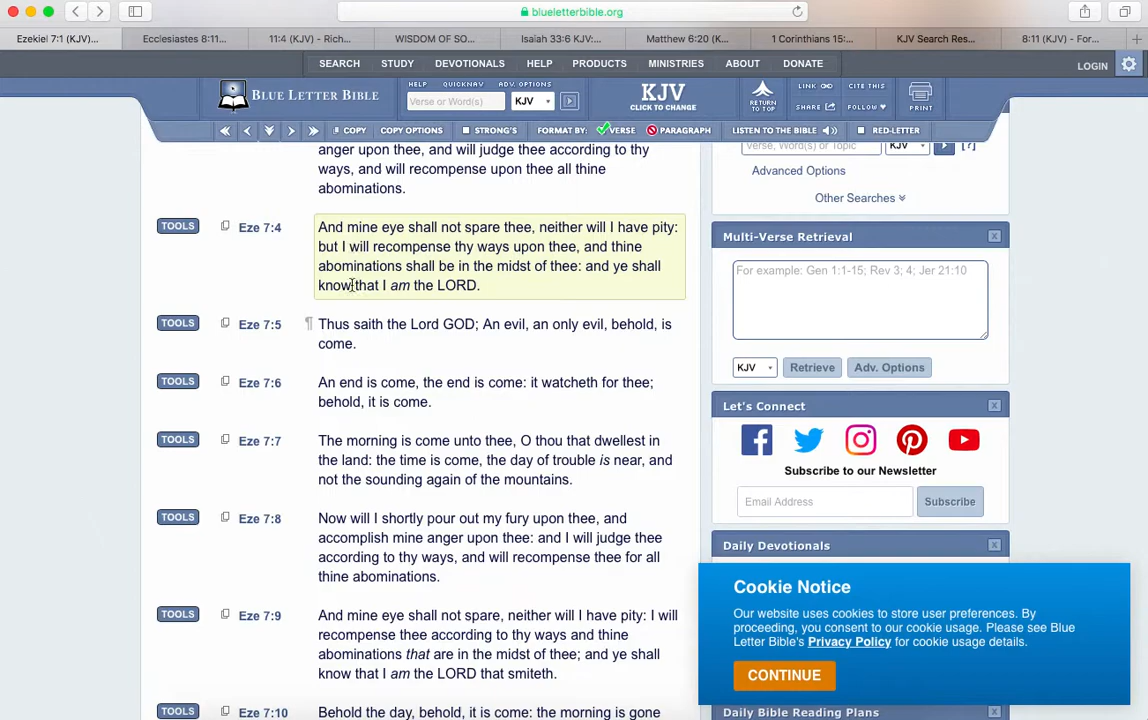 blueletterbible.org
Ezekiel 7:1 (KJV)...
Ecclesiastes 8:11...
11:4 (KJV) - Rich...
WISDOM OF SO...
Isaiah 33:6 KJV:...
Matthew 6:20 (K...
1 Corinthians 15:...
KJV Search Res...
8:11 (KJV) - For...
SEARCH STUDY DEVOTIONALS HELP PRODUCTS MINISTRIES ABOUT DONATE
LOGIN
BLUE LETTER BIBLE
HELP QUICKNAV ADV. OPTIONS
Verse or Word(s) KJV
KJV
CLICK TO CHANGE
RETURN
TO TOP
LINK
SHARE
CITE THIS
FOLLOW
PRINT
COPY COPY OPTIONS STRONG'S FORMAT BY: VERSE PARAGRAPH LISTEN TO THE BIBLE RED-LETTER
anger upon thee, and will judge thee according to thy
ways, and will recompense upon thee all thine
abominations.
TOOLS Eze 7:4 And mine eye shall not spare thee, neither will I have pity:
but I will recompense thy ways upon thee, and thine
abominations shall be in the midst of thee: and ye shall
know that I am the LORD.
TOOLS Eze 7:5 ¶ Thus saith the Lord GOD; An evil, an only evil, behold, is
come.
TOOLS Eze 7:6 An end is come, the end is come: it watcheth for thee;
behold, it is come.
TOOLS Eze 7:7 The morning is come unto thee, O thou that dwellest in
the land: the time is come, the day of trouble is near, and
not the sounding again of the mountains.
TOOLS Eze 7:8 Now will I shortly pour out my fury upon thee, and
accomplish mine anger upon thee: and I will judge thee
according to thy ways, and will recompense thee for all
thine abominations.
TOOLS Eze 7:9 And mine eye shall not spare, neither will I have pity: I will
recompense thee according to thy ways and thine
abominations that are in the midst of thee; and ye shall
know that I am the LORD that smiteth.
TOOLS Eze 7:10 Behold the day, behold, it is come: the morning is gone
Verse, Word(s) or Topic KJV [?]
Advanced Options
Other Searches
Multi-Verse Retrieval x
For example: Gen 1:1-15; Rev 3; 4; Jer 21:10
KJV Retrieve Adv. Options
Let's Connect x
Subscribe to our Newsletter
Email Address Subscribe
Daily Devotionals x
Cookie Notice
Our website uses cookies to store user preferences. By
proceeding, you consent to our cookie usage. Please see Blue
Letter Bible's Privacy Policy for cookie usage details.
CONTINUE
Daily Bible Reading Plans x